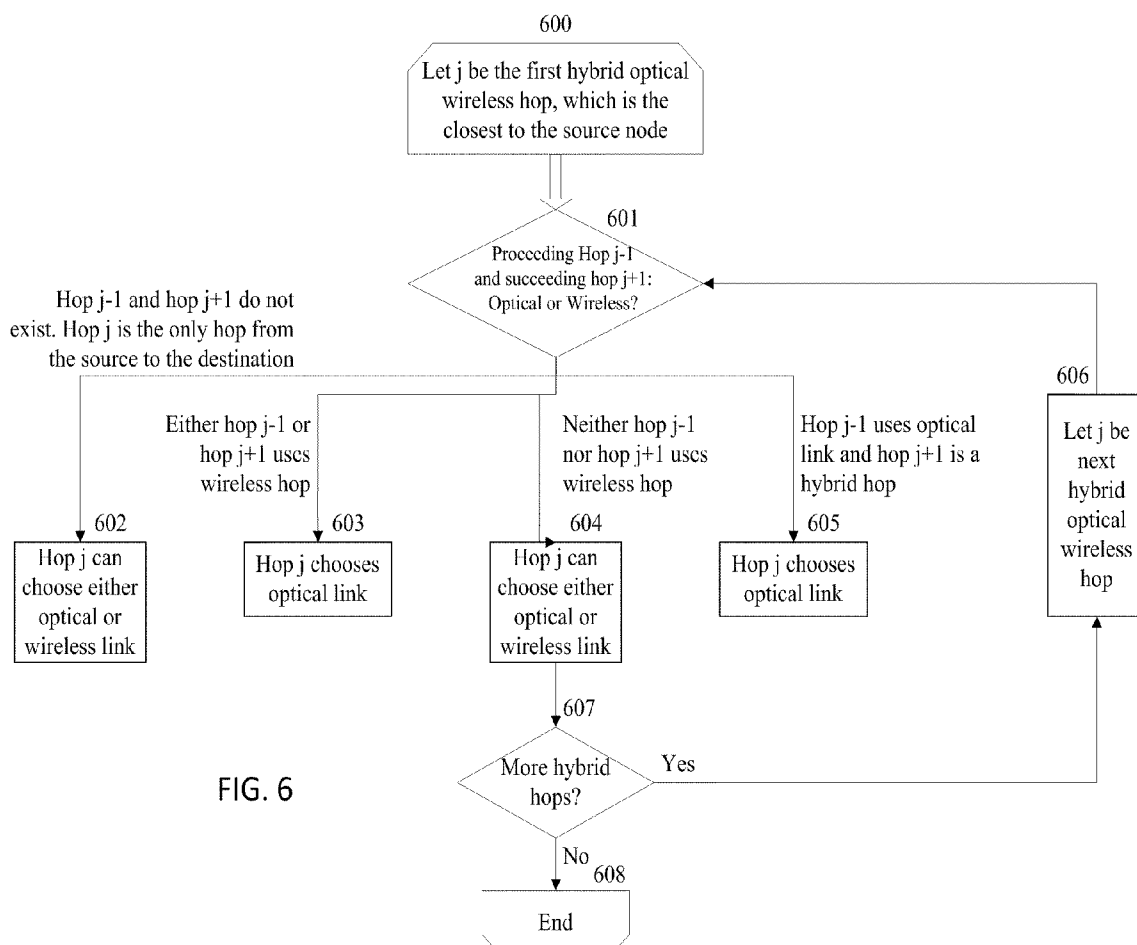 600
Let j be the first hybrid optical
wireless hop, which is the
closest to the source node
601
Proceeding Hop j-1
and succeeding hop j+1:
Optical or Wireless?
Hop j-1 and hop j+1 do not
exist. Hop j is the only hop from
the source to the destination
Either hop j-1 or
hop j+1 uses
wireless hop
Neither hop j-1
nor hop j+1 uses
wireless hop
Hop j-1 uses optical
link and hop j+1 is a
hybrid hop
606
Let j be
next
hybrid
optical
wireless
hop
602
Hop j can
choose either
optical or
wireless link
603
Hop j chooses
optical link
604
Hop j can
choose either
optical or
wireless link
605
Hop j chooses
optical link
607
More hybrid
hops?
Yes
No
608
End
FIG. 6